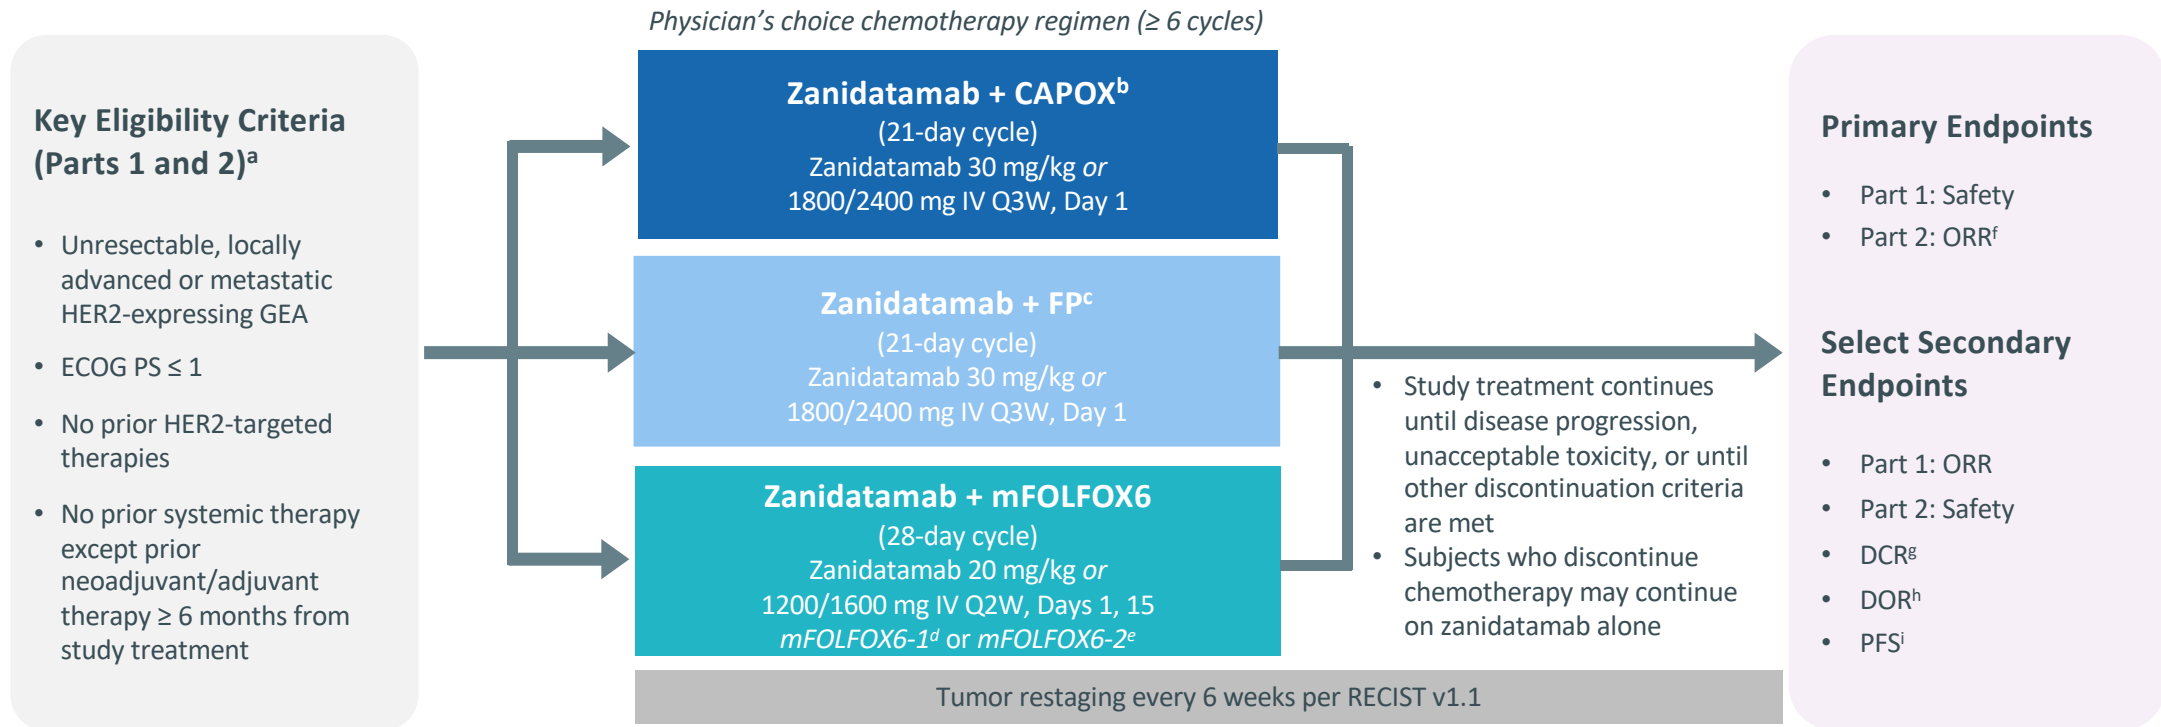 Physician’s choice chemotherapy regimen (≥ 6 cycles)
Key Eligibility Criteria
(Parts 1 and 2)ᵃ
• Unresectable, locally
advanced or metastatic
HER2-expressing GEA
• ECOG PS ≤ 1
• No prior HER2-targeted
therapies
• No prior systemic therapy
except prior
neoadjuvant/adjuvant
therapy ≥ 6 months from
study treatment
Zanidatamab + CAPOXᵇ
(21-day cycle)
Zanidatamab 30 mg/kg or
1800/2400 mg IV Q3W, Day 1
Zanidatamab + FPᶜ
(21-day cycle)
Zanidatamab 30 mg/kg or
1800/2400 mg IV Q3W, Day 1
Zanidatamab + mFOLFOX6
(28-day cycle)
Zanidatamab 20 mg/kg or
1200/1600 mg IV Q2W, Days 1, 15
mFOLFOX6-1ᵈ or mFOLFOX6-2ᵉ
• Study treatment continues
until disease progression,
unacceptable toxicity, or until
other discontinuation criteria
are met
• Subjects who discontinue
chemotherapy may continue
on zanidatamab alone
Tumor restaging every 6 weeks per RECIST v1.1
Primary Endpoints
• Part 1: Safety
• Part 2: ORRᶠ
Select Secondary
Endpoints
• Part 1: ORR
• Part 2: Safety
• DCRᵍ
• DORʰ
• PFSⁱ